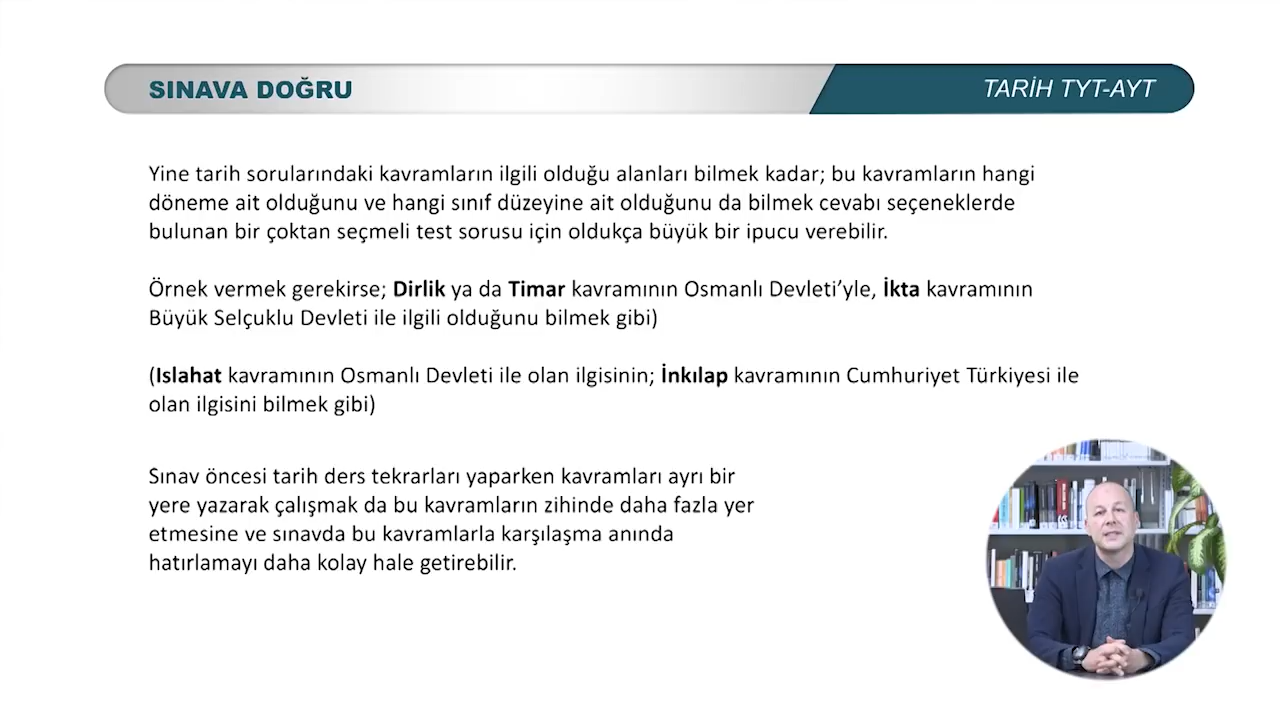 SINAVA DOĞRU
TARİH TYT-AYT
Yine tarih sorularındaki kavramların ilgili olduğu alanları bilmek kadar; bu kavramların hangi
döneme ait olduğunu ve hangi sınıf düzeyine ait olduğunu da bilmek cevabı seçeneklerde
bulunan bir çoktan seçmeli test sorusu için oldukça büyük bir ipucu verebilir.
Örnek vermek gerekirse; Dirlik ya da Timar kavramının Osmanlı Devleti’yle, İkta kavramının
Büyük Selçuklu Devleti ile ilgili olduğunu bilmek gibi)
(Islahat kavramının Osmanlı Devleti ile olan ilgisinin; İnkılap kavramının Cumhuriyet Türkiyesi ile
olan ilgisini bilmek gibi)
Sınav öncesi tarih ders tekrarları yaparken kavramları ayrı bir
yere yazarak çalışmak da bu kavramların zihinde daha fazla yer
etmesine ve sınavda bu kavramlarla karşılaşma anında
hatırlamayı daha kolay hale getirebilir.